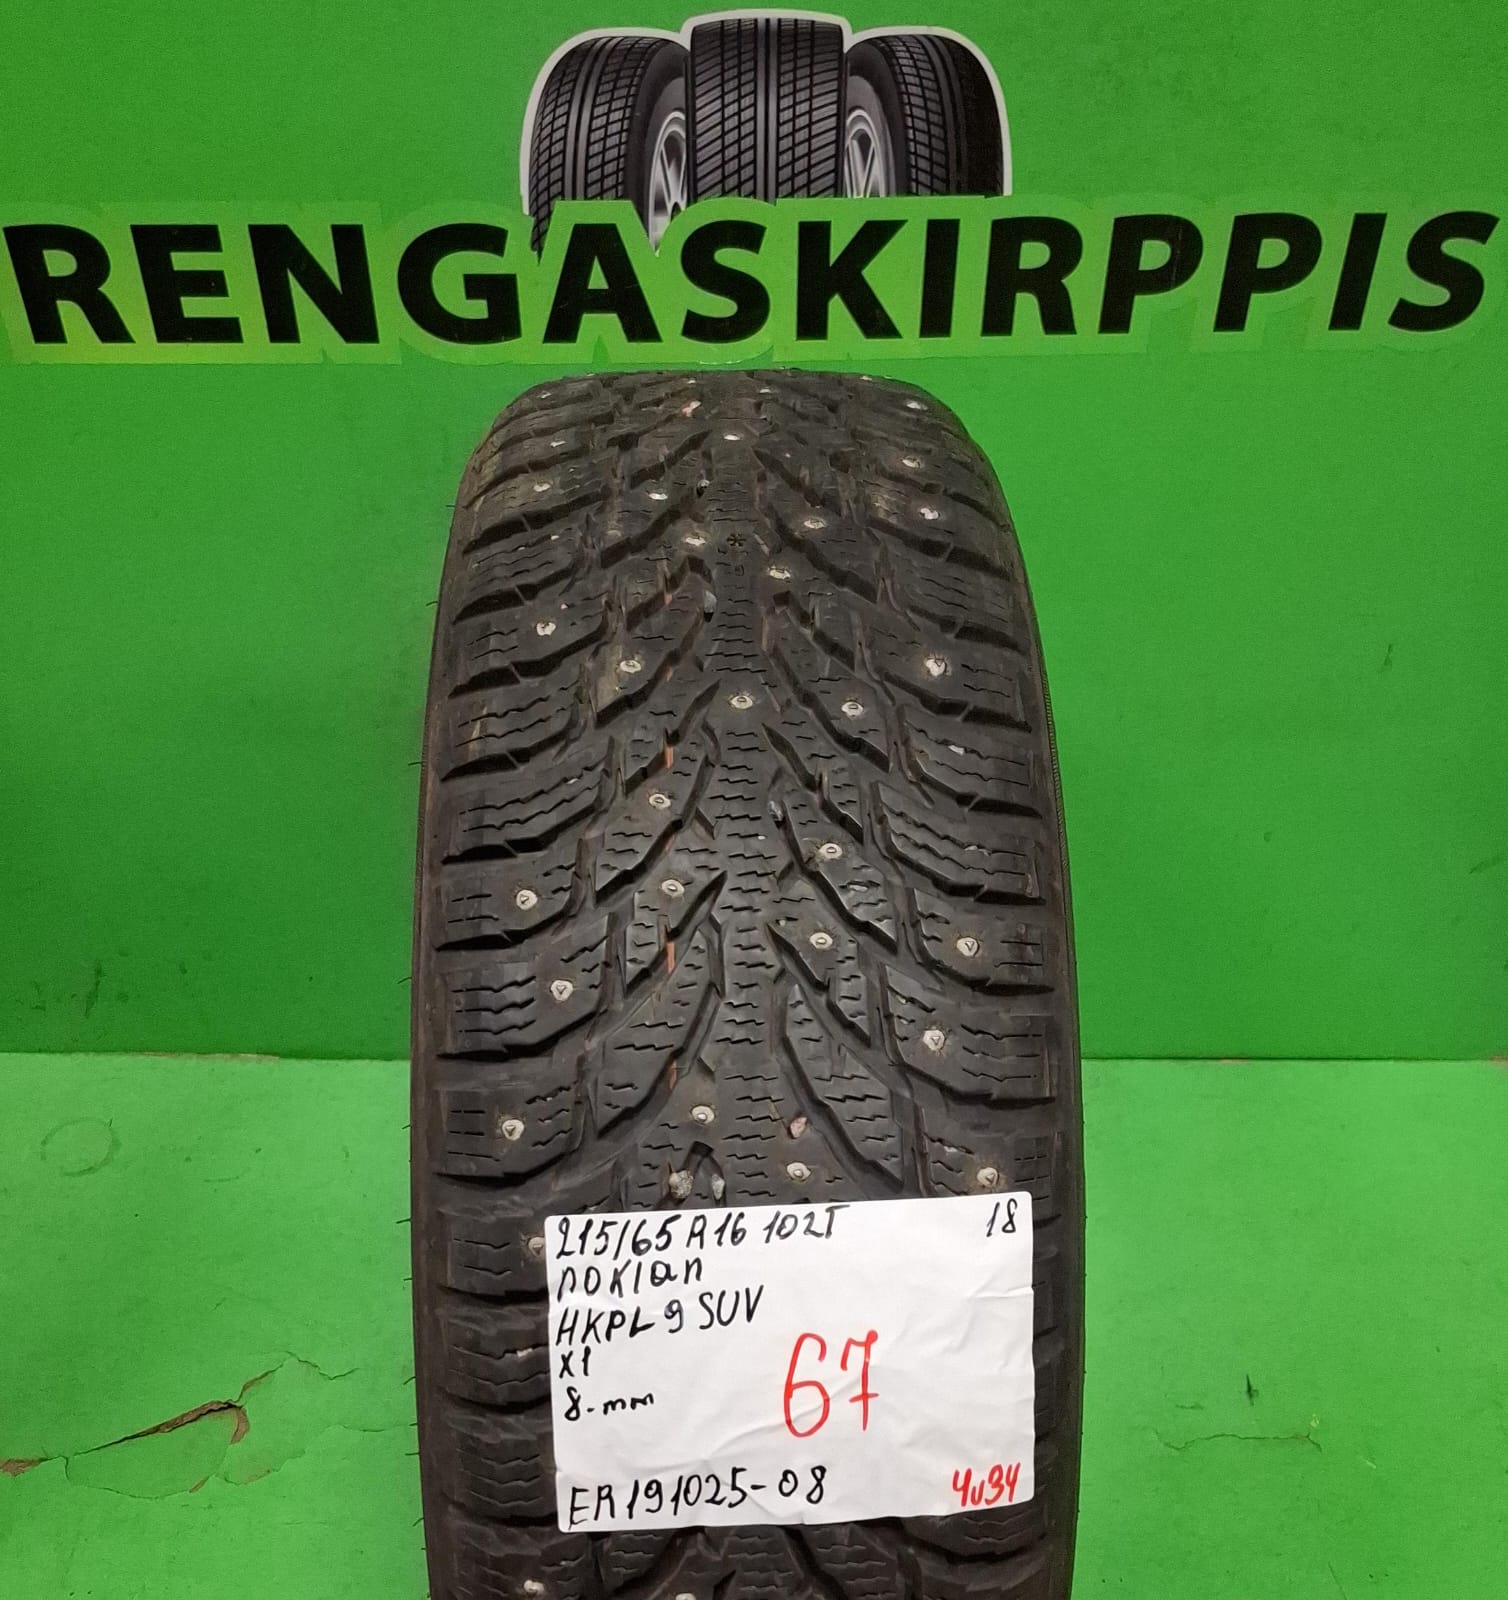 RENGASKIRPPIS
215/65 R16 102T 18
nokian
HKPL 9 SUV
x1
8-mm
67
ER191025-08 4u34